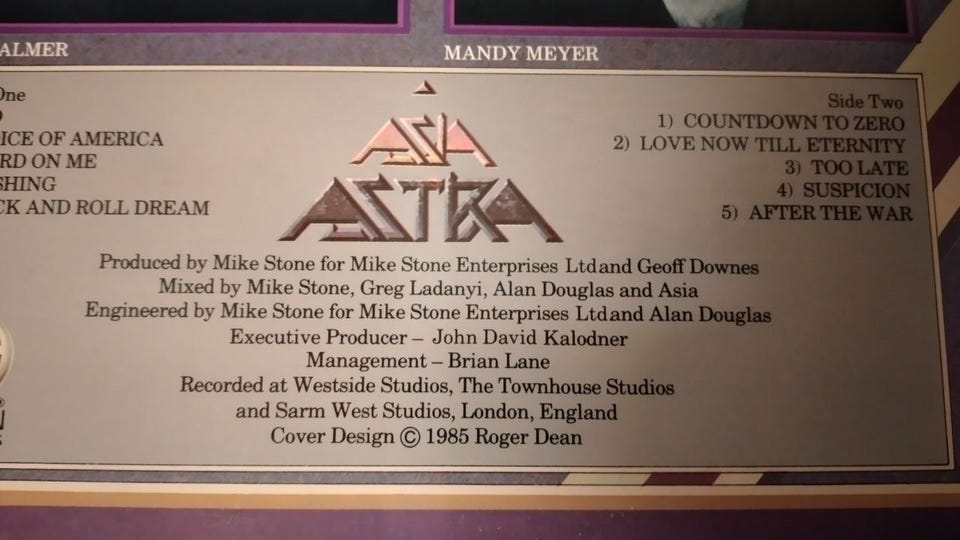 ALMER
MANDY MEYER
One
ICE OF AMERICA
RD ON ME
SHING
CK AND ROLL DREAM
ASIA
ASTRA
Side Two
1) COUNTDOWN TO ZERO
2) LOVE NOW TILL ETERNITY
3) TOO LATE
4) SUSPICION
5) AFTER THE WAR
Produced by Mike Stone for Mike Stone Enterprises Ltd and Geoff Downes
Mixed by Mike Stone, Greg Ladanyi, Alan Douglas and Asia
Engineered by Mike Stone for Mike Stone Enterprises Ltd and Alan Douglas
Executive Producer – John David Kalodner
Management – Brian Lane
Recorded at Westside Studios, The Townhouse Studios
and Sarm West Studios, London, England
Cover Design © 1985 Roger Dean